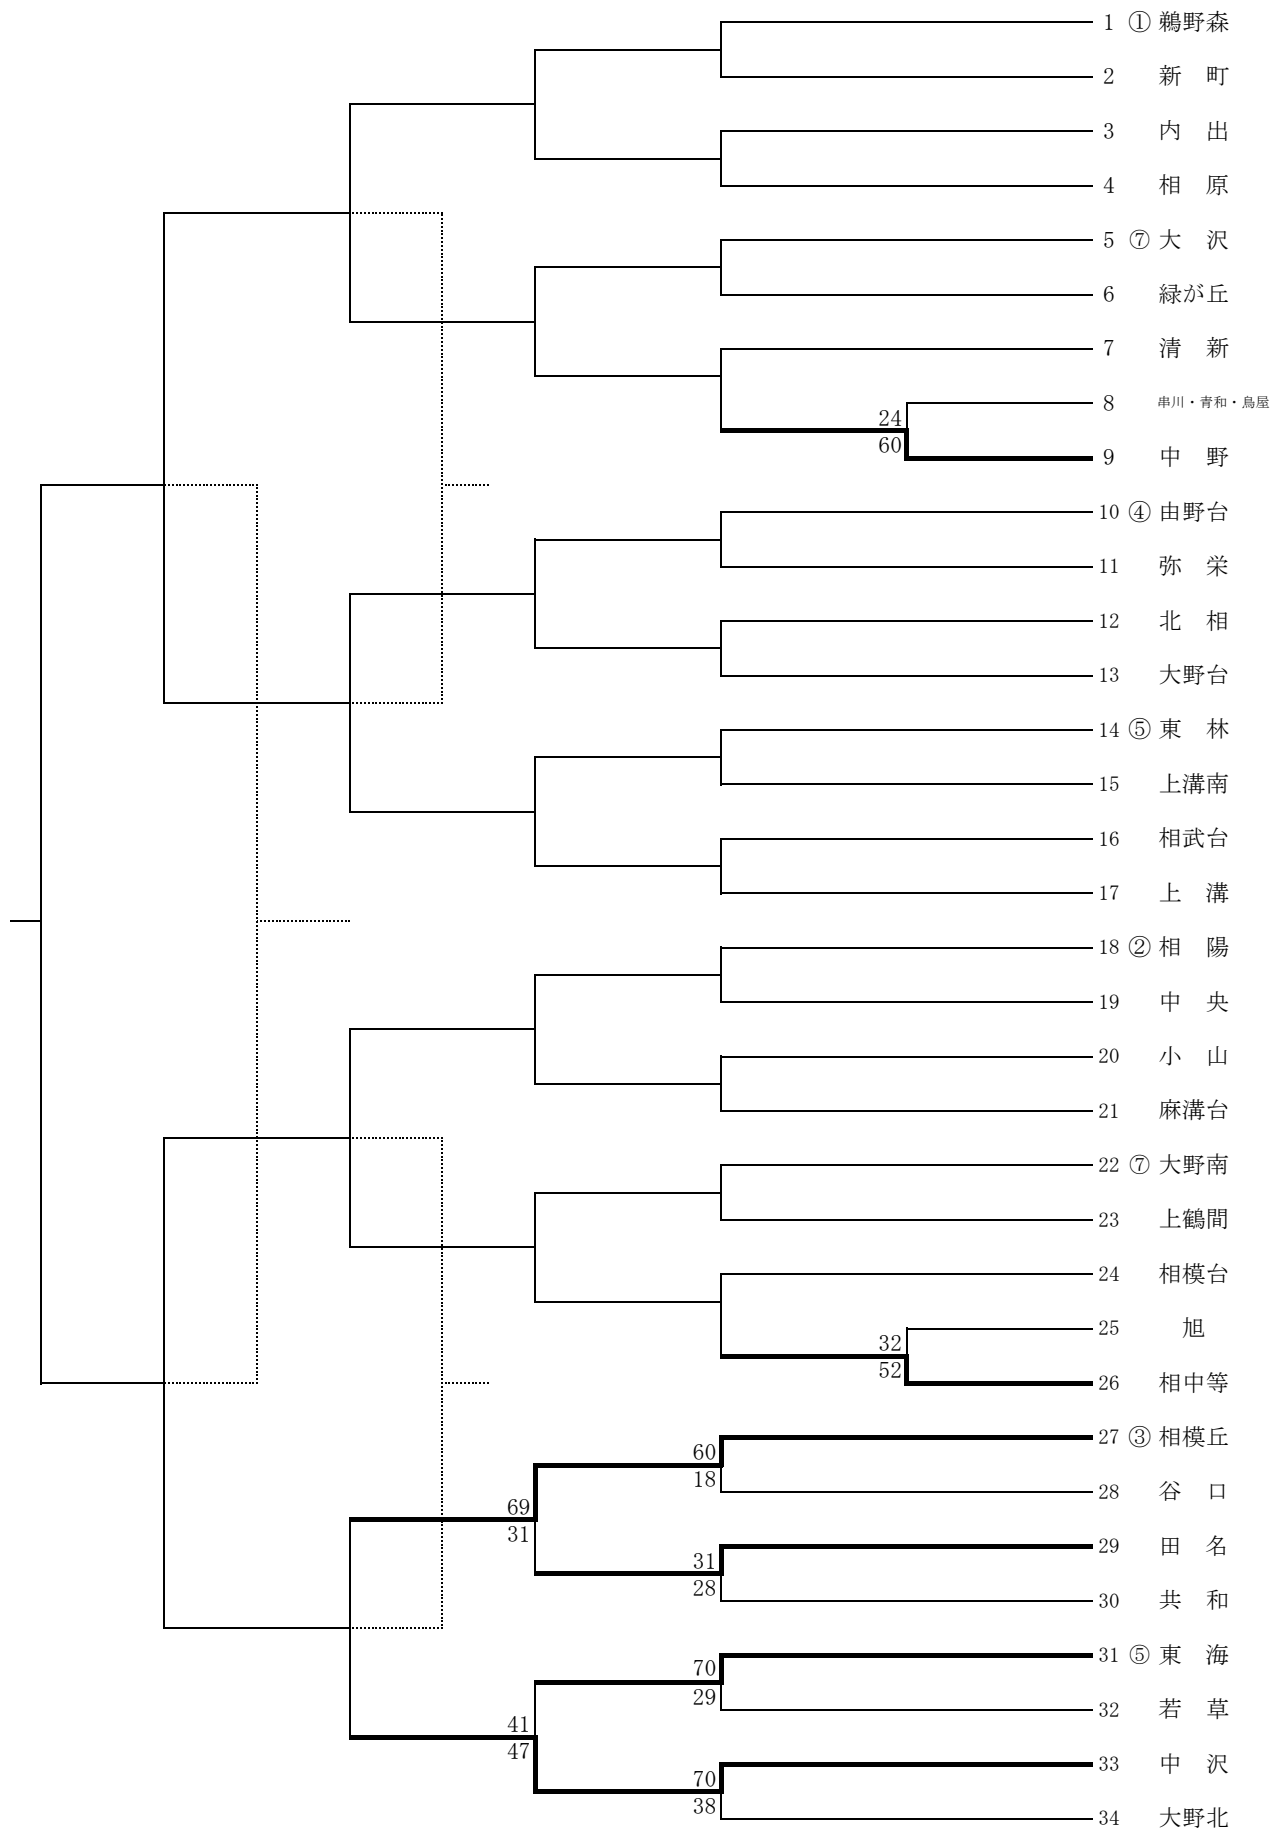 1 ① 鵜野森
2 新 町
3 内 出
4 相 原
5 ⑦ 大 沢
6 緑が丘
7 清 新
8 串川・青和・鳥屋
24
60
9 中 野
10 ④ 由野台
11 弥 栄
12 北 相
13 大野台
14 ⑤ 東 林
15 上溝南
16 相武台
17 上 溝
18 ② 相 陽
19 中 央
20 小 山
21 麻溝台
22 ⑦ 大野南
23 上鶴間
24 相模台
25 旭
32
52
26 相中等
27 ③ 相模丘
60
18
28 谷 口
69
31
29 田 名
31
28
30 共 和
31 ⑤ 東 海
70
29
32 若 草
41
47
33 中 沢
70
38
34 大野北